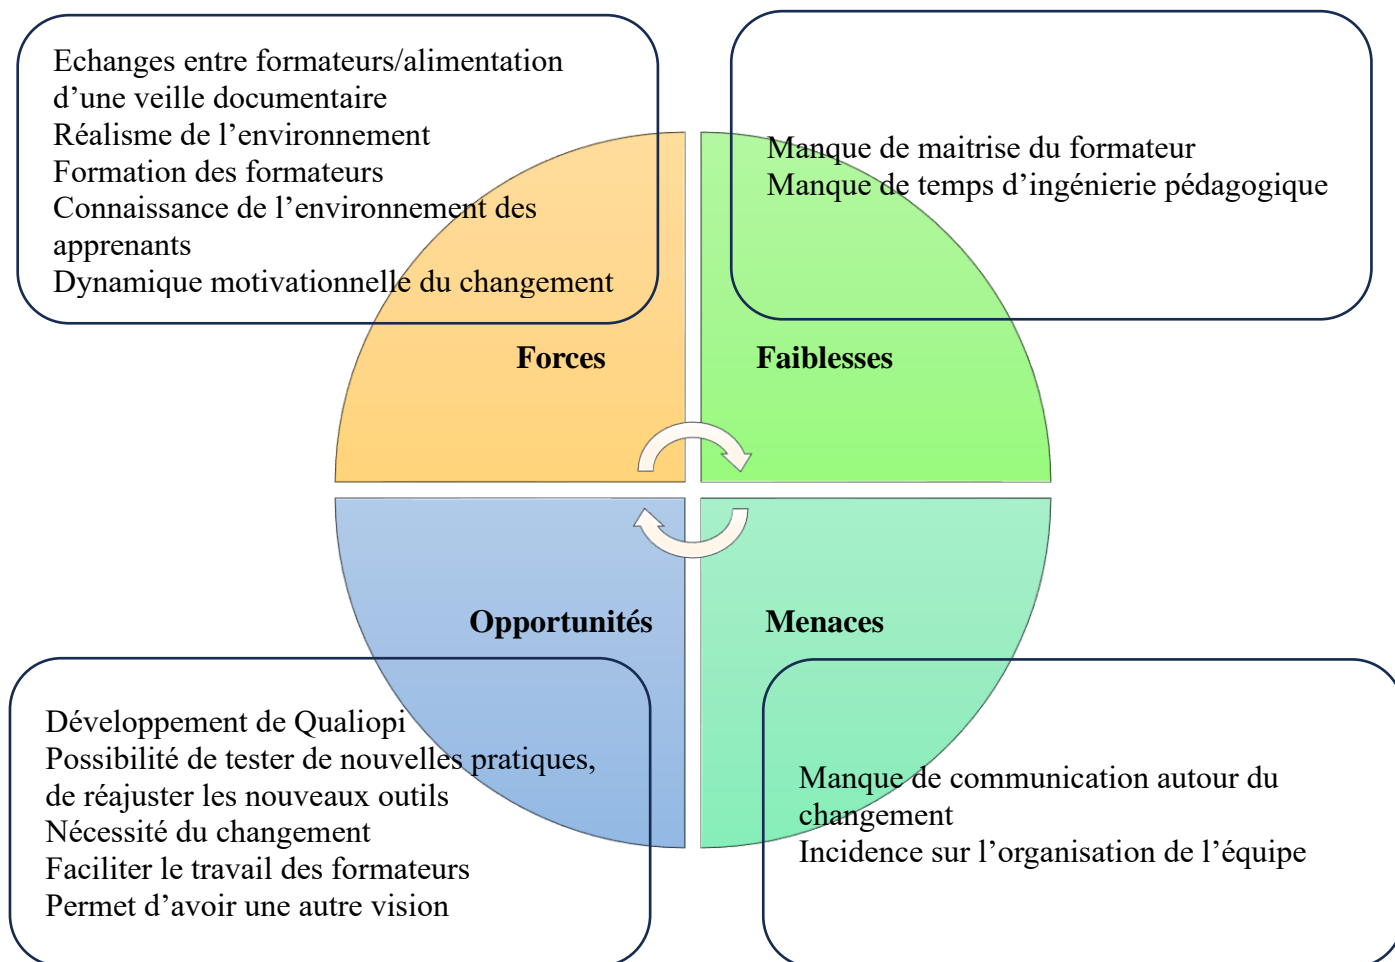 Echanges entre formateurs/alimentation
d’une veille documentaire
Réalisme de l’environnement
Formation des formateurs
Connaissance de l’environnement des
apprenants
Dynamique motivationnelle du changement
Manque de maitrise du formateur
Manque de temps d’ingénierie pédagogique
Forces
Faiblesses
Opportunités
Menaces
Développement de Qualiopi
Possibilité de tester de nouvelles pratiques,
de réajuster les nouveaux outils
Nécessité du changement
Faciliter le travail des formateurs
Permet d’avoir une autre vision
Manque de communication autour du
changement
Incidence sur l’organisation de l’équipe